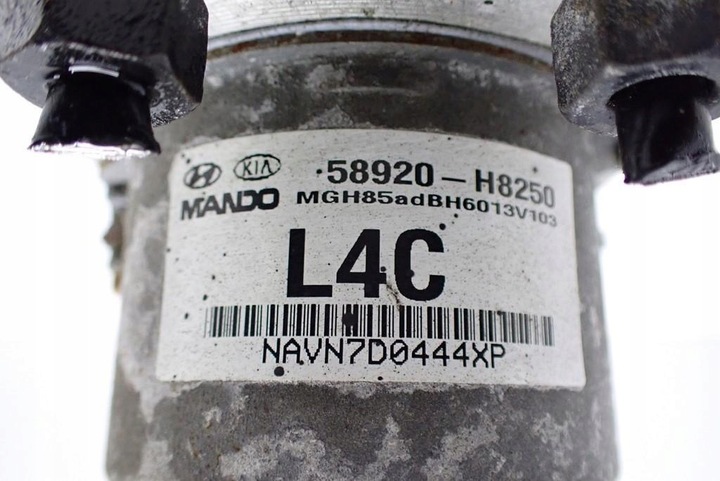 KIA 58920-H8250
MANDO MGH85adBH6013V103
L4C
NAVN7D0444XP